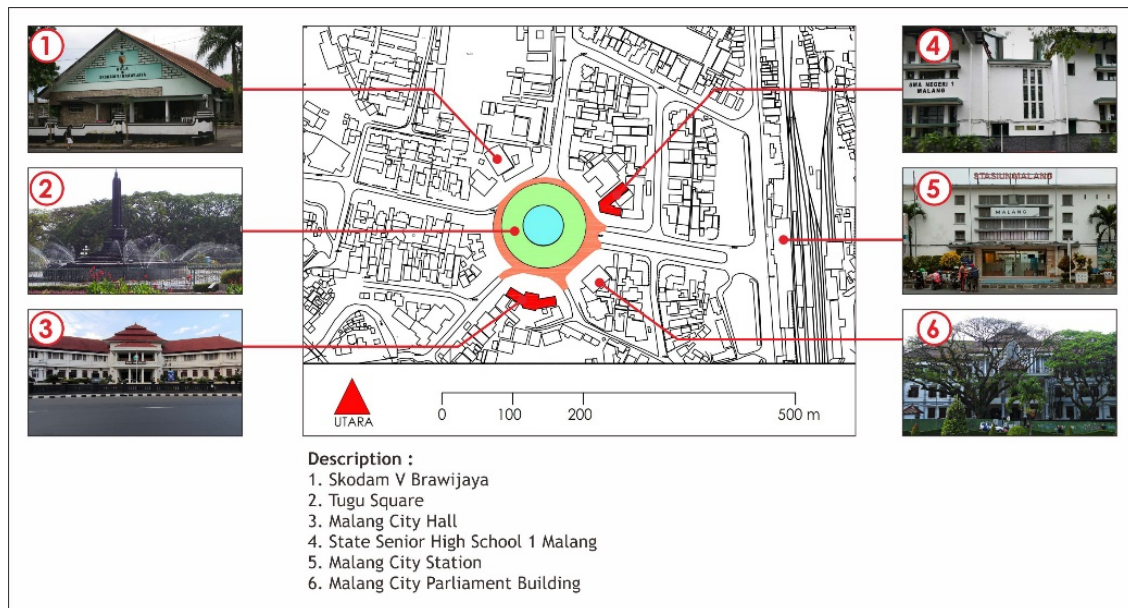 1
SKODAM V BRAWIJAYA
2
3
4
SMA NEGERI 1
MALANG
5
STASIUN MALANG
MALANG
6
UTARA
0
100
200
500 m
Description :
1. Skodam V Brawijaya
2. Tugu Square
3. Malang City Hall
4. State Senior High School 1 Malang
5. Malang City Station
6. Malang City Parliament Building